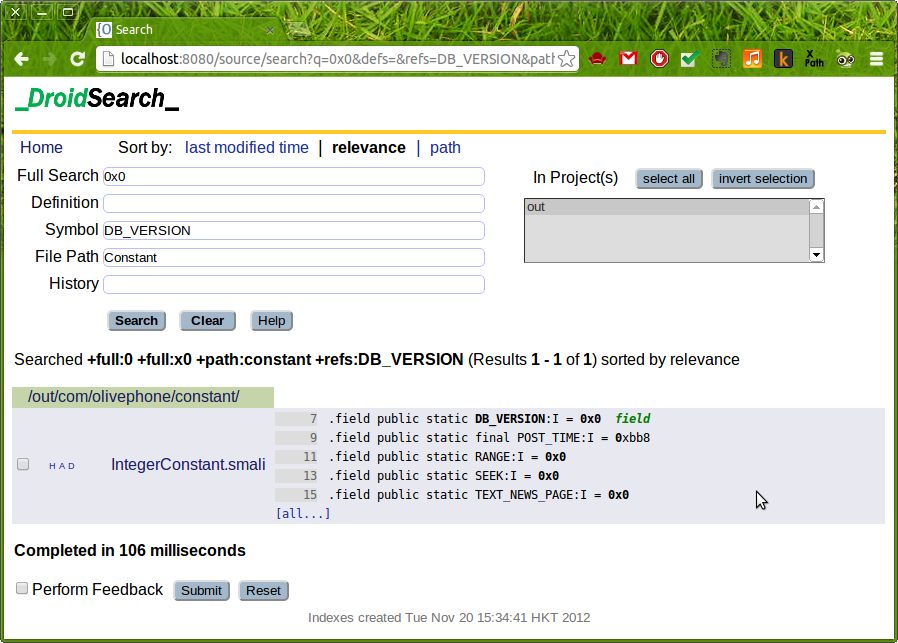 {O Search
localhost:8080/source/search?q=0x0&defs=&refs=DB_VERSION&path
k
X
Path
_DroidSearch_
Home Sort by: last modified time | relevance | path
Full Search 0x0
In Project(s) select all invert selection
Definition
out
Symbol DB_VERSION
File Path Constant
History
Search Clear Help
Searched +full:0 +full:x0 +path:constant +refs:DB_VERSION (Results 1 - 1 of 1) sorted by relevance
/out/com/olivephone/constant/
H A D IntegerConstant.smali
7 .field public static DB_VERSION:I = 0x0 field
9 .field public static final POST_TIME:I = 0xbb8
11 .field public static RANGE:I = 0x0
13 .field public static SEEK:I = 0x0
15 .field public static TEXT_NEWS_PAGE:I = 0x0
[all...]
Completed in 106 milliseconds
Perform Feedback Submit Reset
Indexes created Tue Nov 20 15:34:41 HKT 2012